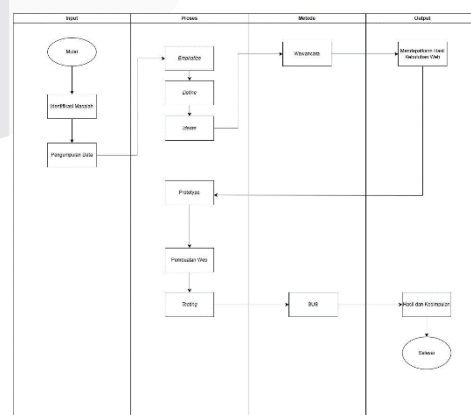 Input
Proses
Metode
Output
Mulai
Identifikasi Masalah
Pengumpulan Data
Empathize
Define
Ideate
Wawancara
Mendapatkan Hasil
Kebutuhan Web
Prototype
Pembuatan Web
Testing
Hasil dan Kesimpulan
Selesai